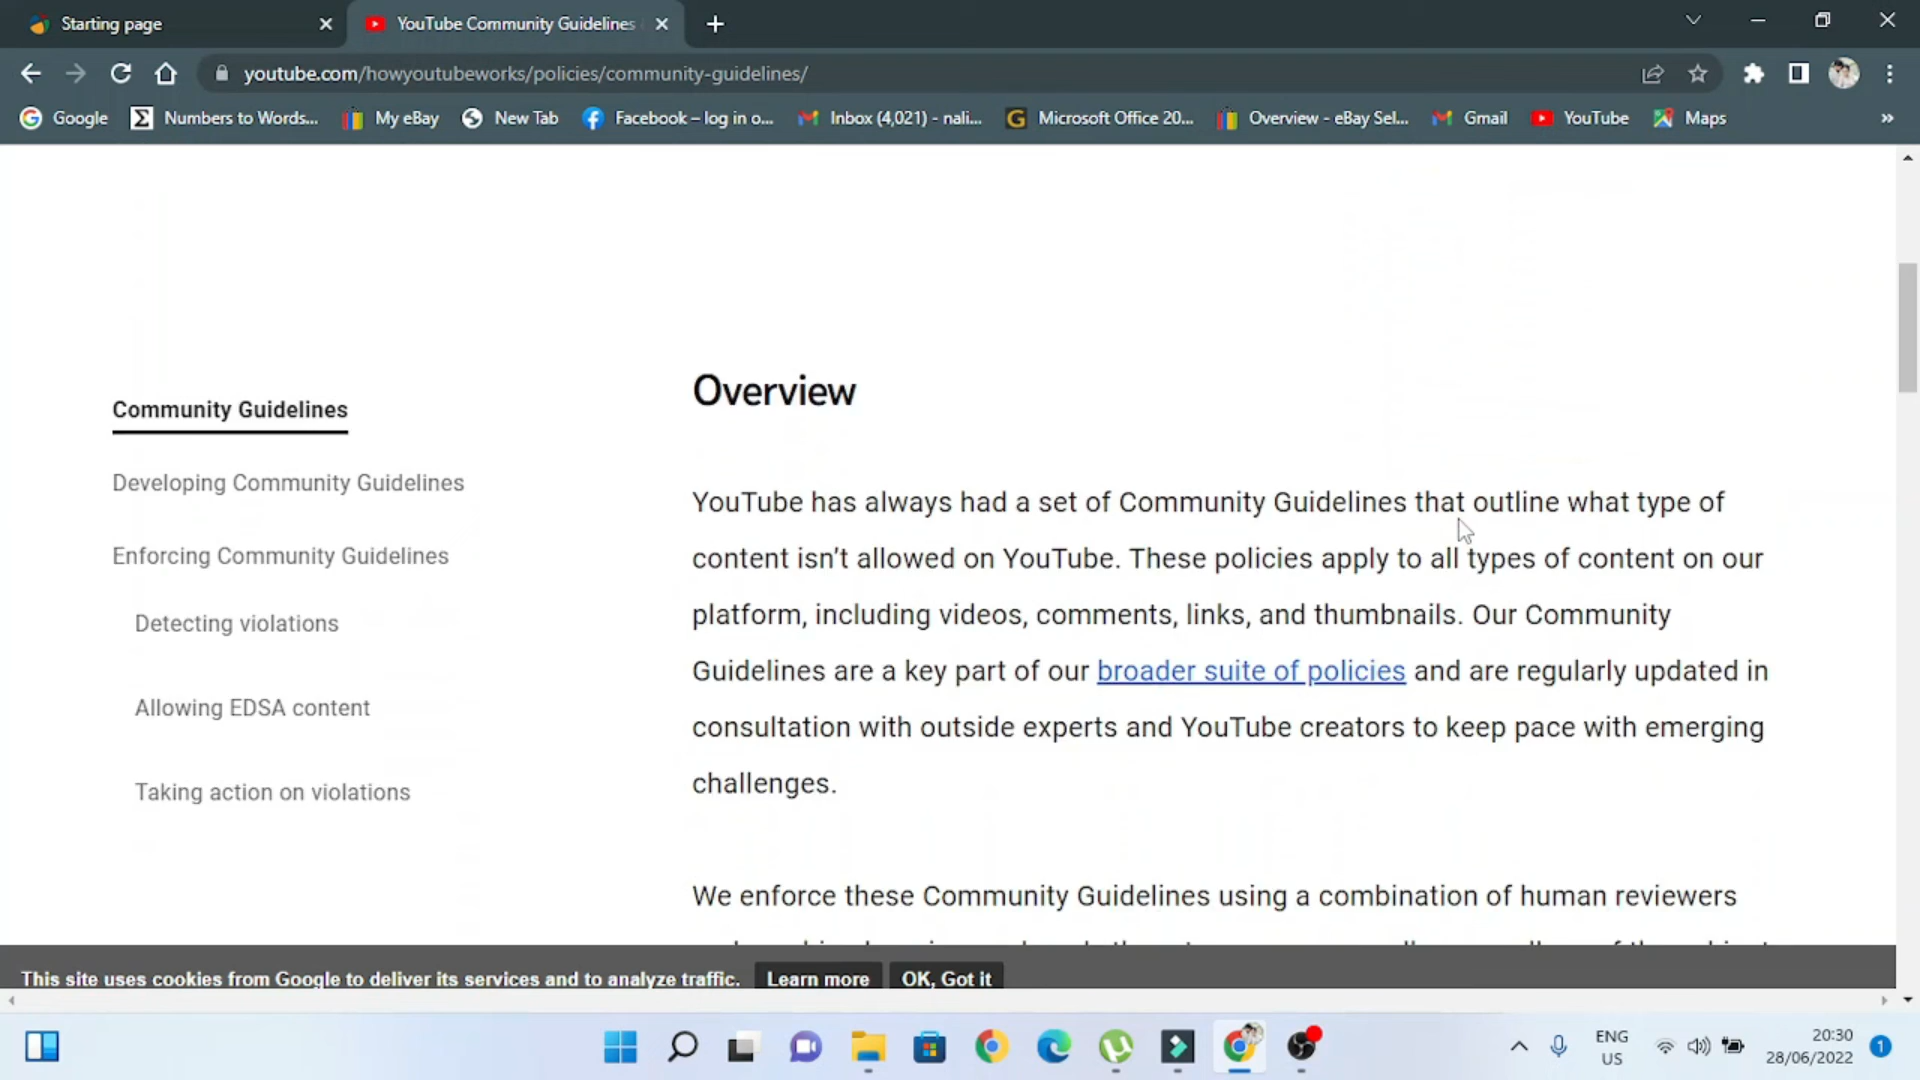 Starting page
YouTube Community Guidelines
youtube.com/howyoutubeworks/policies/community-guidelines/
Google
Numbers to Words...
My eBay
New Tab
Facebook – log in o...
Inbox (4,021) - nali...
Microsoft Office 20...
Overview - eBay Sel...
Gmail
YouTube
Maps
»
Community Guidelines
Developing Community Guidelines
Enforcing Community Guidelines
Detecting violations
Allowing EDSA content
Taking action on violations
Overview
YouTube has always had a set of Community Guidelines that outline what type of
content isn't allowed on YouTube. These policies apply to all types of content on our
platform, including videos, comments, links, and thumbnails. Our Community
Guidelines are a key part of our broader suite of policies and are regularly updated in
consultation with outside experts and YouTube creators to keep pace with emerging
challenges.
We enforce these Community Guidelines using a combination of human reviewers
This site uses cookies from Google to deliver its services and to analyze traffic.
Learn more
OK, Got it
ENG
US
20:30
28/06/2022
1